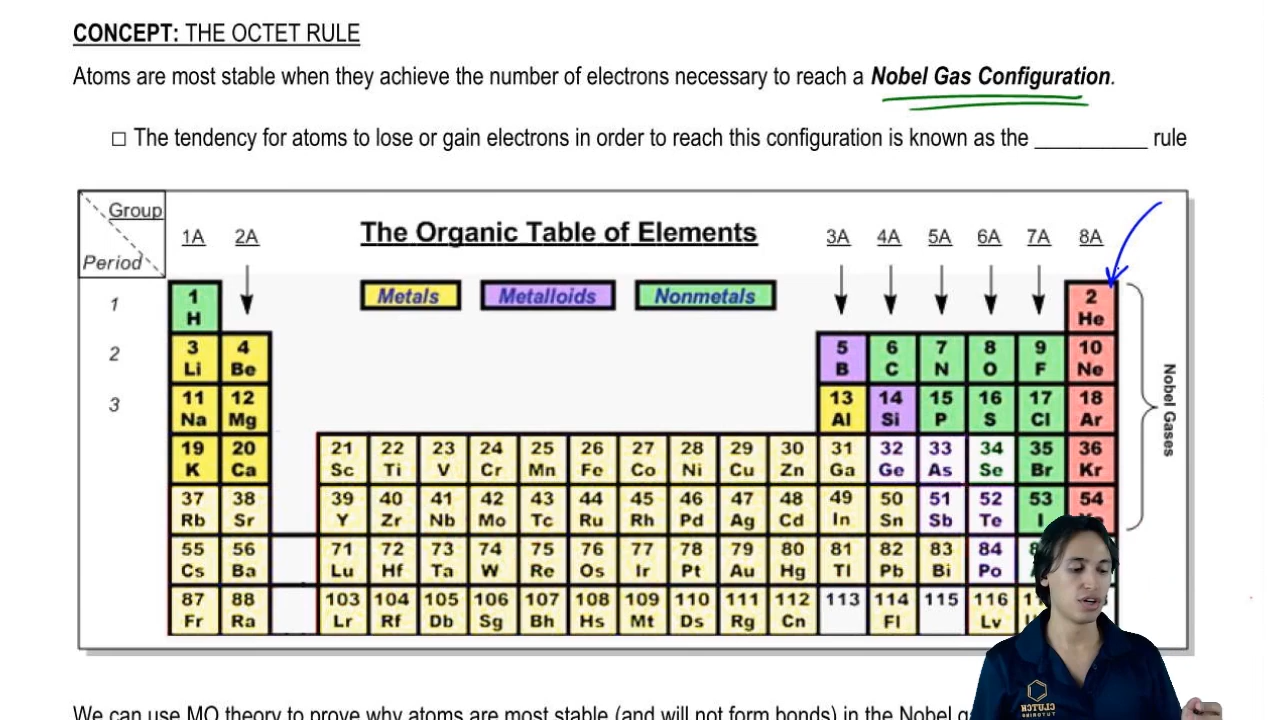 CONCEPT: THE OCTET RULE
Atoms are most stable when they achieve the number of electrons necessary to reach a Nobel Gas Configuration.
□ The tendency for atoms to lose or gain electrons in order to reach this configuration is known as the __________ rule
Group
1A 2A The Organic Table of Elements 3A 4A 5A 6A 7A 8A
Period
1 Metals Metalloids Nonmetals
1 2
H He
2 3 4 5 6 7 8 9 10
Li Be B C N O F Ne
3 11 12 13 14 15 16 17 18
Na Mg Al Si P S Cl Ar
Nobel Gases
19 20 21 22 23 24 25 26 27 28 29 30 31 32 33 34 35 36
K Ca Sc Ti V Cr Mn Fe Co Ni Cu Zn Ga Ge As Se Br Kr
37 38 39 40 41 42 43 44 45 46 47 48 49 50 51 52 53 54
Rb Sr Y Zr Nb Mo Tc Ru Rh Pd Ag Cd In Sn Sb Te I
55 56 71 72 73 74 75 76 77 78 79 80 81 82 83 84
Cs Ba Lu Hf Ta W Re Os Ir Pt Au Hg Tl Pb Bi Po
87 88 103 104 105 106 107 108 109 110 111 112 113 114 115 116
Fr Ra Lr Rf Db Sg Bh Hs Mt Ds Rg Cn Fl Lv
CLUTCH
TUTORING
We can use MO theory to prove why atoms are most stable (and will not form bonds) in the Nobel